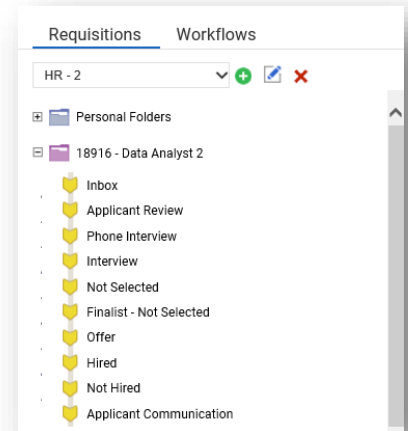 Requisitions Workflows
HR - 2
Personal Folders
18916 - Data Analyst 2
Inbox
Applicant Review
Phone Interview
Interview
Not Selected
Finalist - Not Selected
Offer
Hired
Not Hired
Applicant Communication